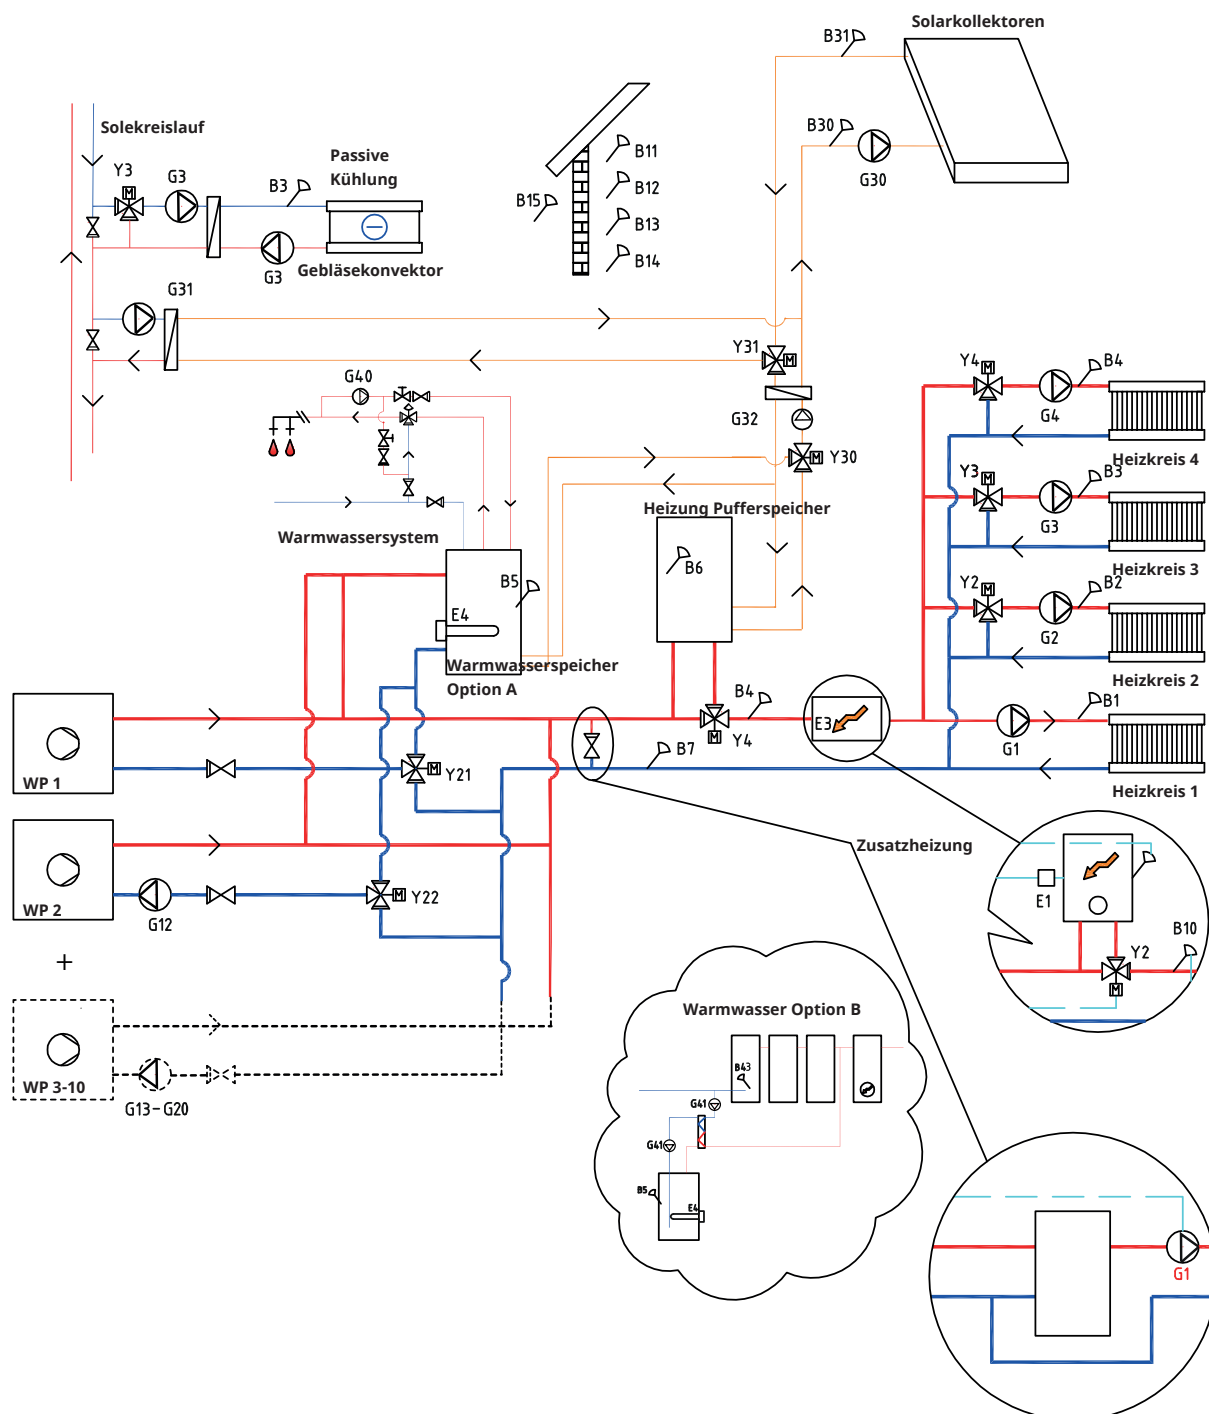 Solarkollektoren
B31
Solekreislauf
B30
G30
Y3
G3
B3
Passive
Kühlung
B11
B12
B15
B13
B14
G3
Gebläsekonvektor
G31
Y31
G40
G32
Y30
Y4
B4
G4
Heizkreis 4
Y3
B3
G3
Heizkreis 3
Y2
B2
G2
Heizkreis 2
B1
G1
Heizkreis 1
Heizung Pufferspeicher
B6
Warmwassersystem
B5
E4
Warmwasserspeicher
Option A
B4
Y4
E3
B7
WP 1
Y21
WP 2
G12
Y22
+
WP 3-10
G13-G20
Zusatzheizung
E1
B10
Y2
Warmwasser Option B
B43
G41
G41
B5
E4
G1
M
M
M
M
M
M
M
M
M
M
M